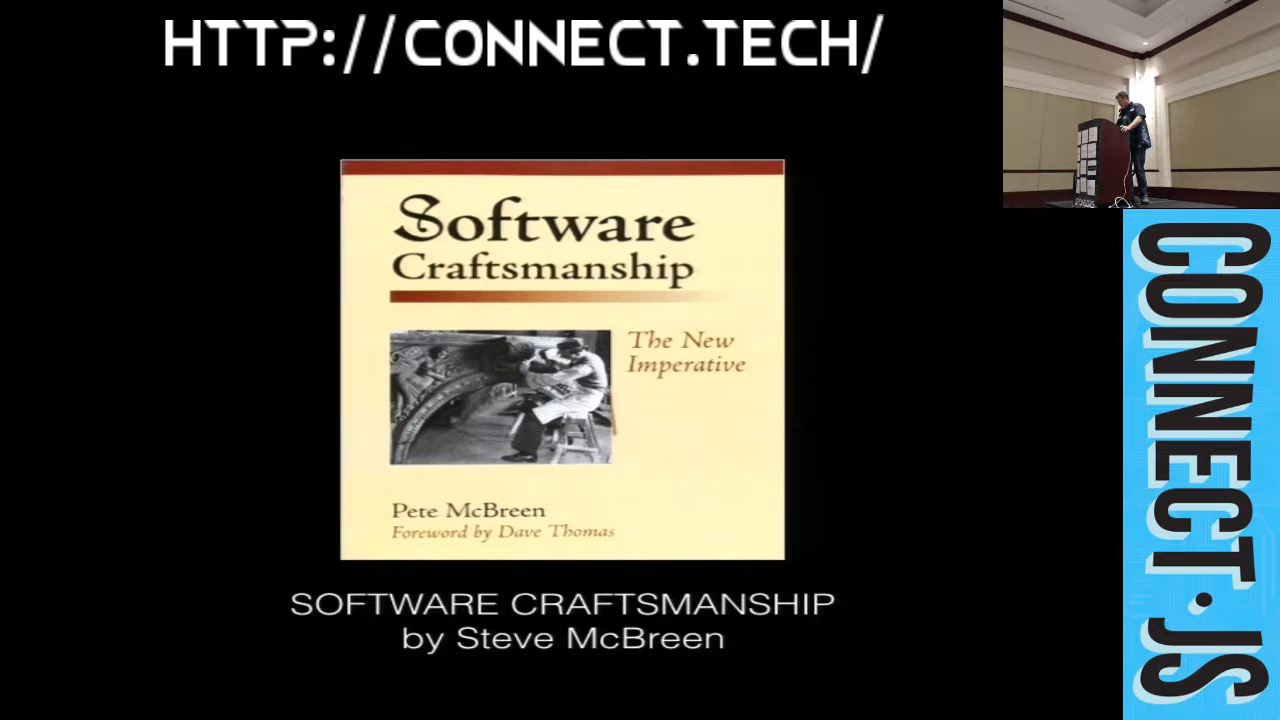 HTTP://CONNECT.TECH/
Software
Craftsmanship
The New
Imperative
Pete McBreen
Foreword by Dave Thomas
SOFTWARE CRAFTSMANSHIP
by Steve McBreen
CONNECT.JS